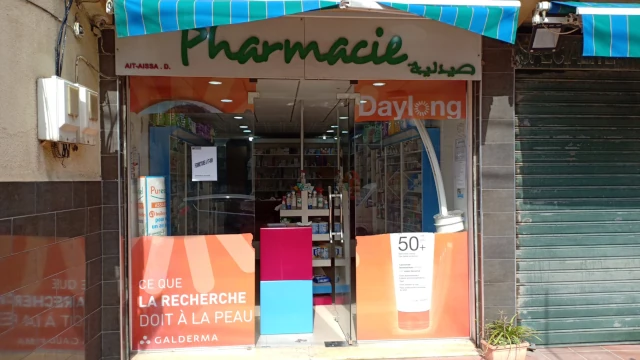 Pharmacie
صيدلية
AIT-AISSA . D.
Daylong
50+
CE QUE
LA RECHERCHE
DOIT À LA PEAU
GALDERMA